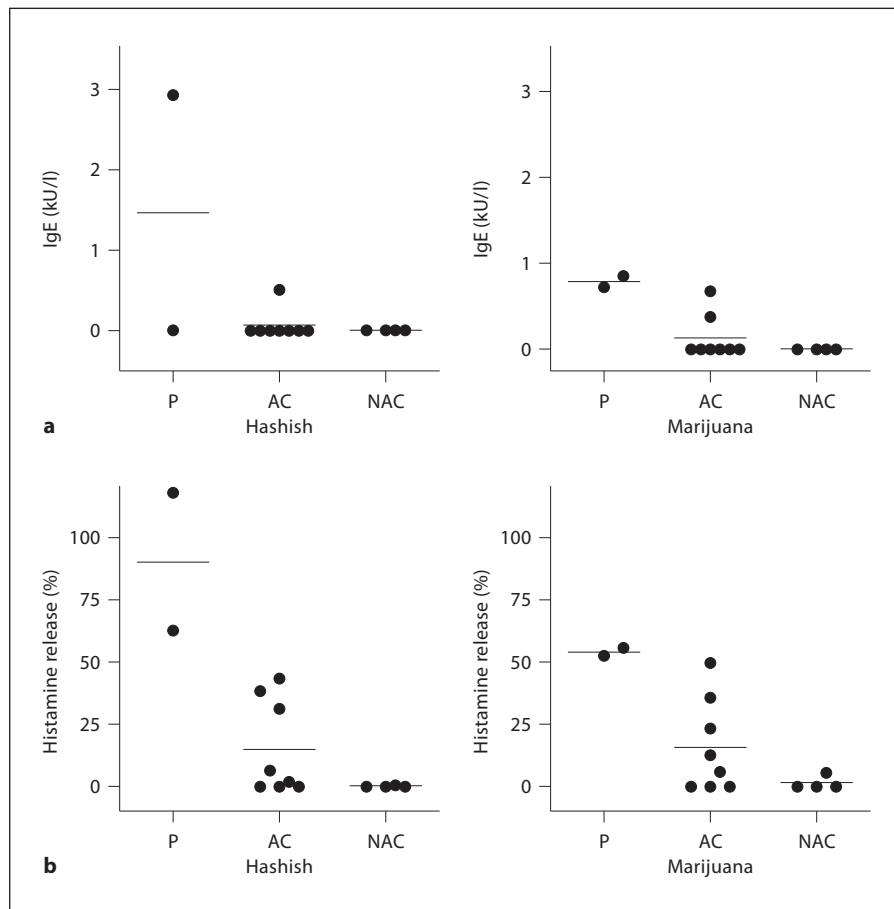 3
2
1
0
IgE (kU/l)
P AC NAC
Hashish
3
2
1
0
IgE (kU/l)
P AC NAC
Marijuana
a
100
75
50
25
0
Histamine release (%)
P AC NAC
Hashish
100
75
50
25
0
Histamine release (%)
P AC NAC
Marijuana
b